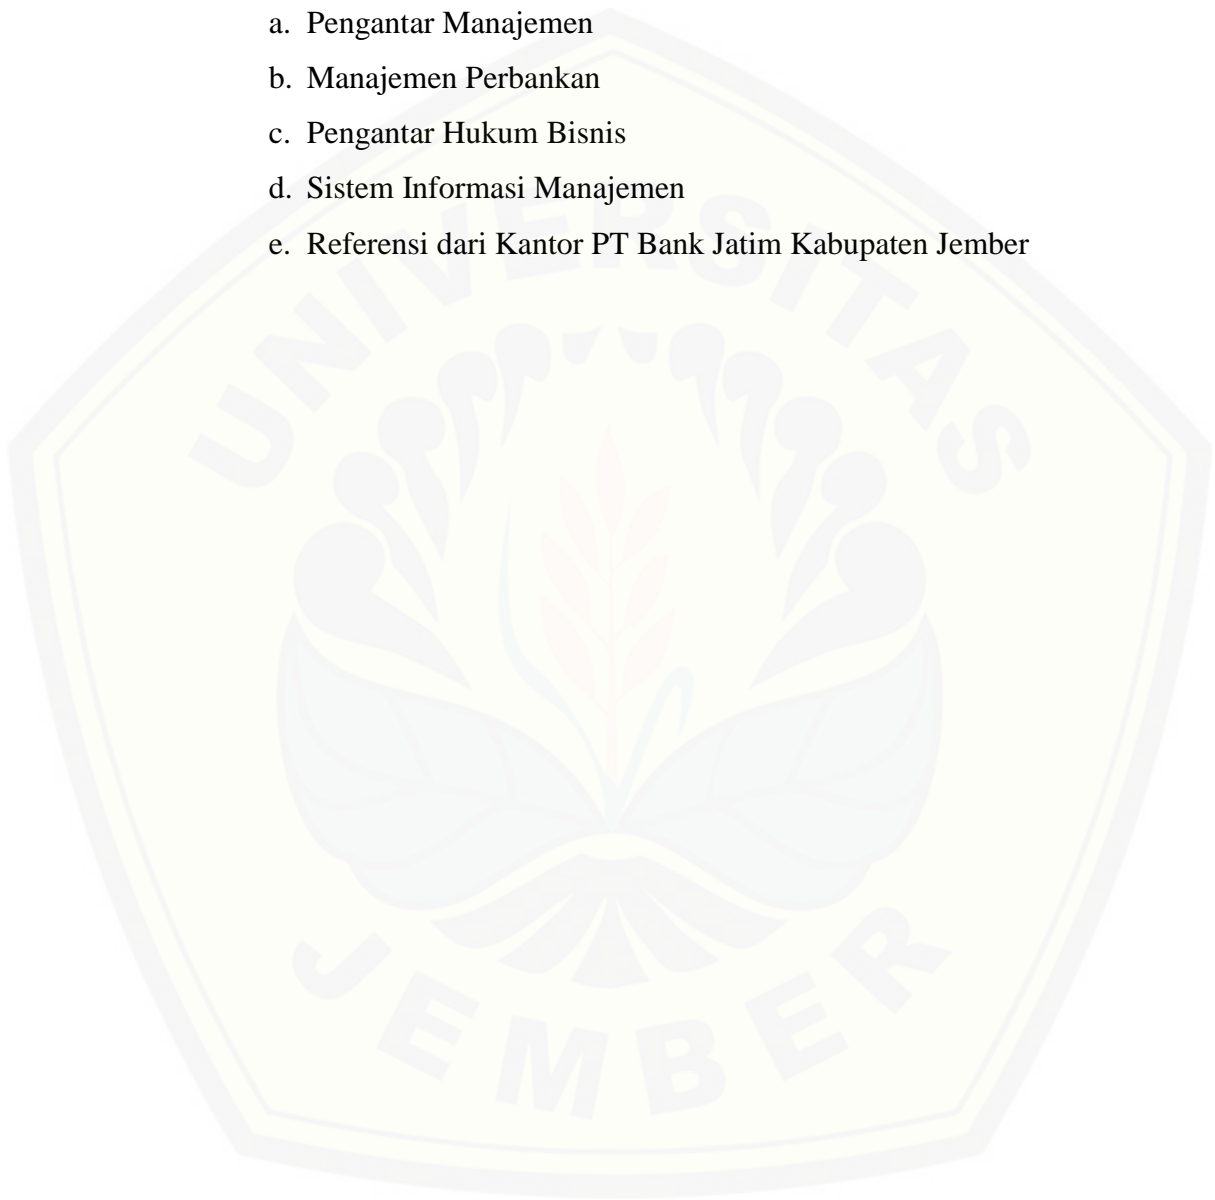 a. Pengantar Manajemen
b. Manajemen Perbankan
c. Pengantar Hukum Bisnis
d. Sistem Informasi Manajemen
e. Referensi dari Kantor PT Bank Jatim Kabupaten Jember
UNIVERSITAS
JEMBER